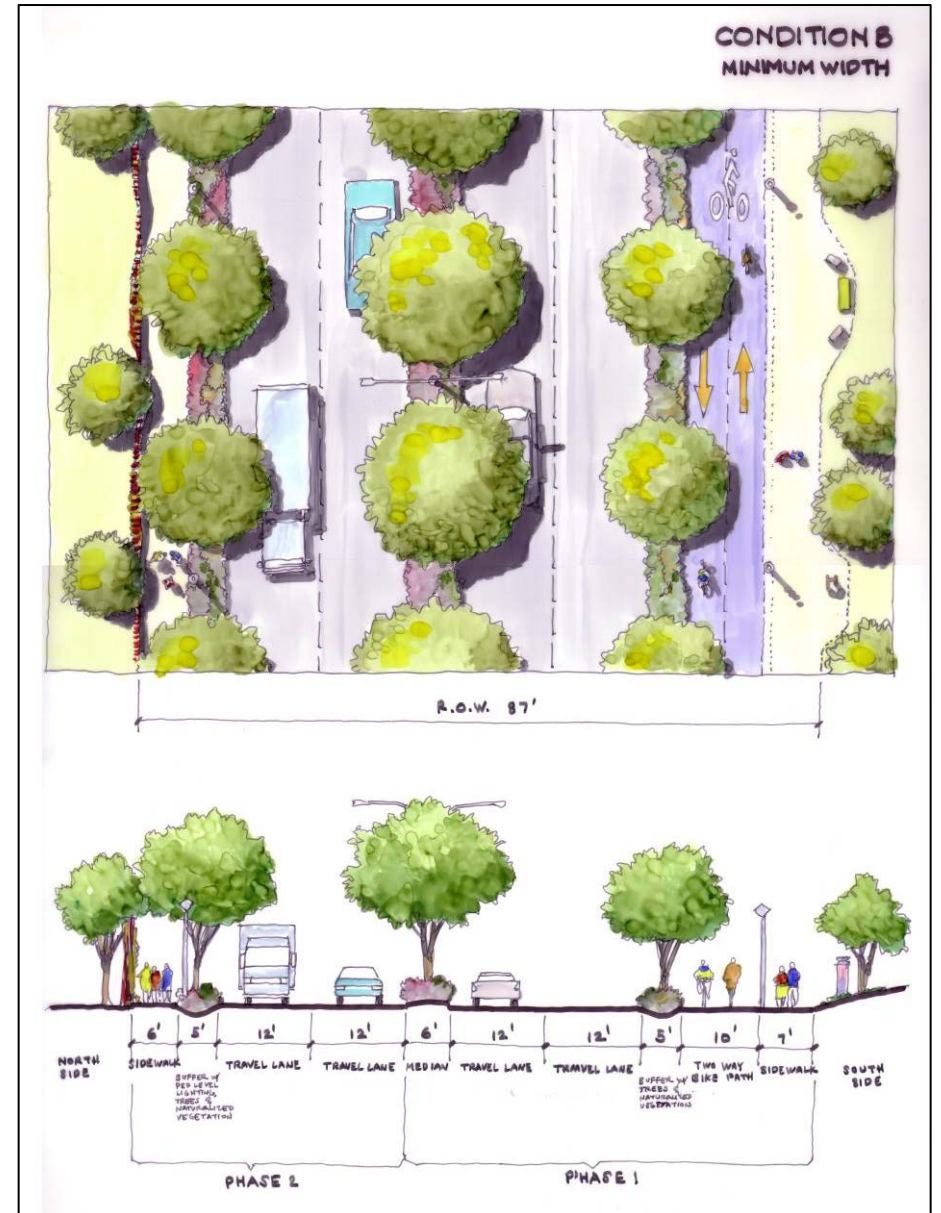 CONDITION B
MINIMUM WIDTH
R.O.W. 87'
6' 5' 12' 12' 6' 12' 12' 5' 10' 7'
NORTH
SIDE
SIDEWALK
BUFFER W/
PED LEVEL
LIGHTING,
TREES &
NATURALIZED
VEGETATION
TRAVEL LANE
TRAVEL LANE
MEDIAN
TRAVEL LANE
TRAVEL LANE
BUFFER W/
TREES &
NATURALIZED
VEGETATION
TWO WAY
BIKE PATH
SIDEWALK
SOUTH
SIDE
PHASE 2
PHASE 1